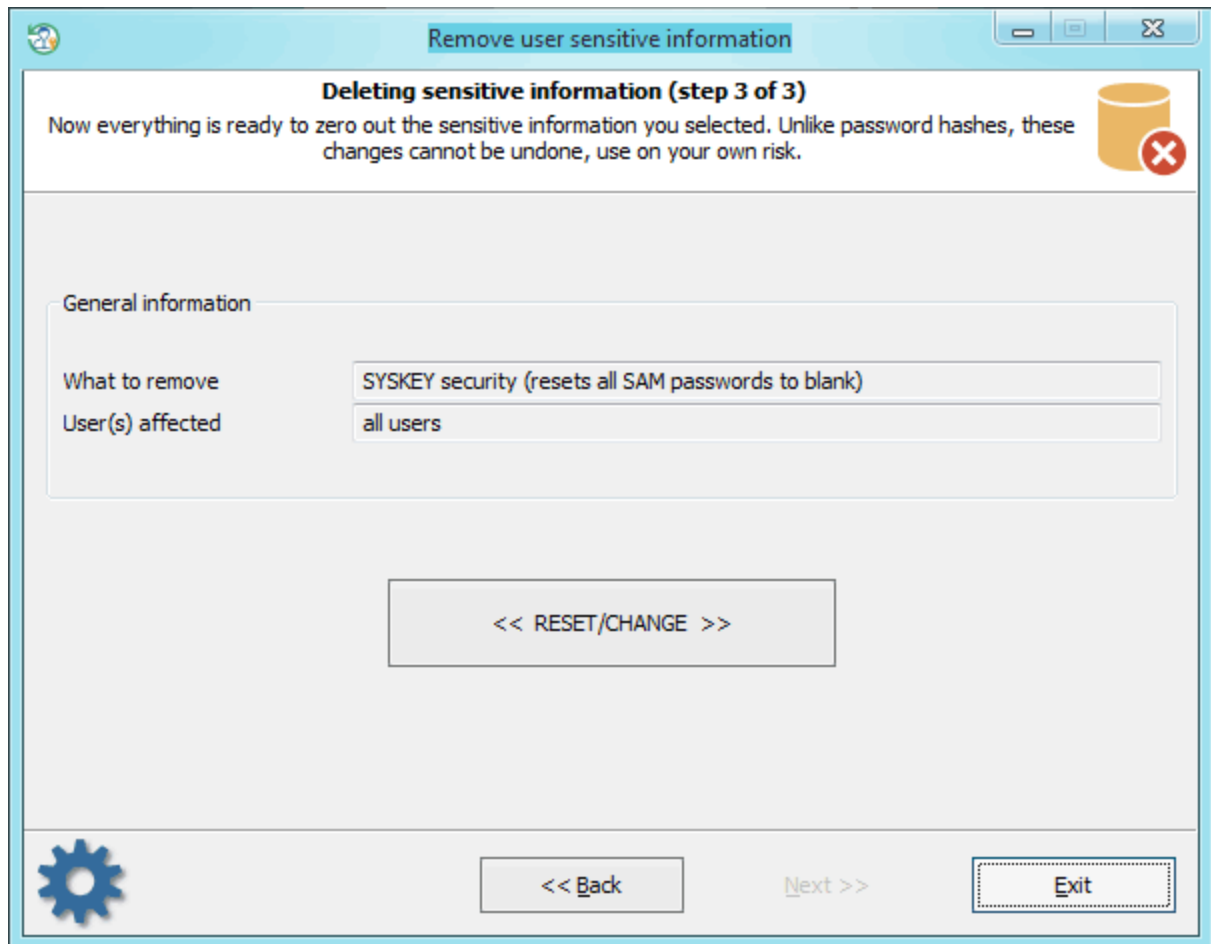 Remove user sensitive information
Deleting sensitive information (step 3 of 3)
Now everything is ready to zero out the sensitive information you selected. Unlike password hashes, these
changes cannot be undone, use on your own risk.
General information
What to remove
SYSKEY security (resets all SAM passwords to blank)
User(s) affected
all users
<< RESET/CHANGE >>
<< Back
Next >>
Exit